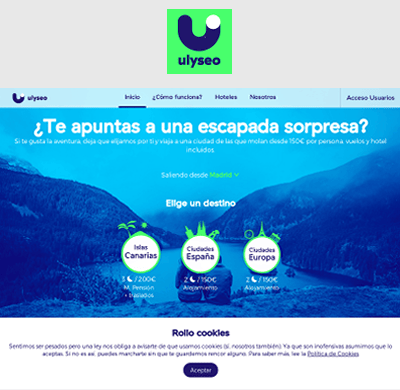 ulyseo
ulyseo
Inicio
¿Cómo funciona?
Hoteles
Nosotros
Acceso Usuarios
¿Te apuntas a una escapada sorpresa?
Si te gusta la aventura, deja que elijamos por ti y viaja a una ciudad de las que molan desde 150€ por persona, vuelos y hotel
incluidos.
Saliendo desde Madrid
Elige un destino
Islas
Canarias
3 /200€
M. Pensión
+ traslados
Ciudades
España
2 /150€
Alojamiento
Ciudades
Europa
2 /150€
Alojamiento
Rollo cookies
Sentimos ser pesados pero una ley nos obliga a avisarte de que usamos cookies (sí, nosotros también). Ya que son inofensivas asumimos que lo
aceptas. Si no es así, puedes marcharte sin que te guardemos rencor alguno. Para saber más, lee la Política de Cookies
Aceptar